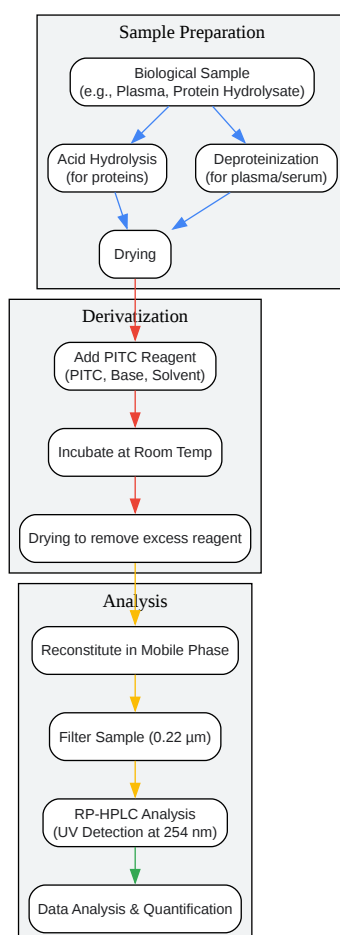 Sample Preparation
Biological Sample
(e.g., Plasma, Protein Hydrolysate)
Acid Hydrolysis
(for proteins)
Deproteinization
(for plasma/serum)
Drying
Derivatization
Add PITC Reagent
(PITC, Base, Solvent)
Incubate at Room Temp
Drying to remove excess reagent
Analysis
Reconstitute in Mobile Phase
Filter Sample (0.22 µm)
RP-HPLC Analysis
(UV Detection at 254 nm)
Data Analysis & Quantification